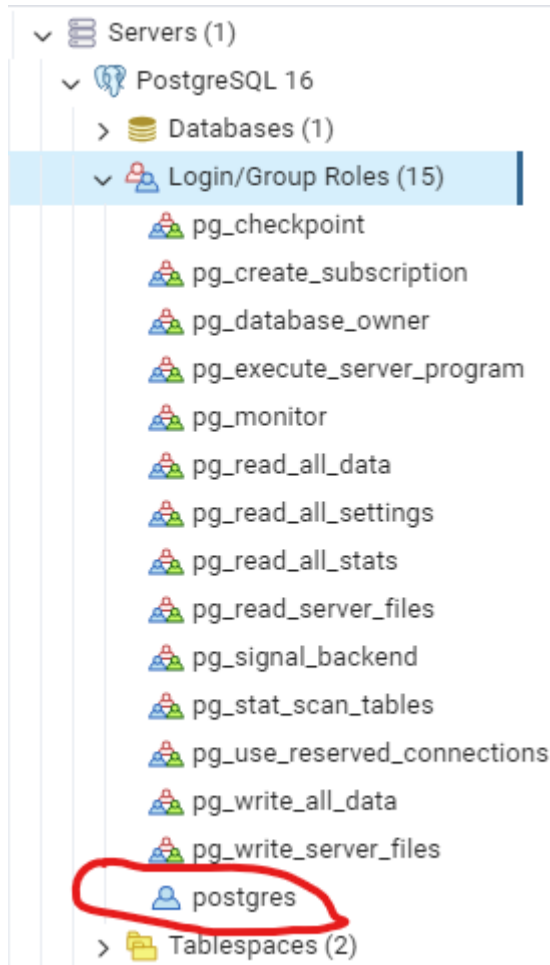 Servers (1)
PostgreSQL 16
Databases (1)
Login/Group Roles (15)
pg_checkpoint
pg_create_subscription
pg_database_owner
pg_execute_server_program
pg_monitor
pg_read_all_data
pg_read_all_settings
pg_read_all_stats
pg_read_server_files
pg_signal_backend
pg_stat_scan_tables
pg_use_reserved_connections
pg_write_all_data
pg_write_server_files
postgres
Tablespaces (2)